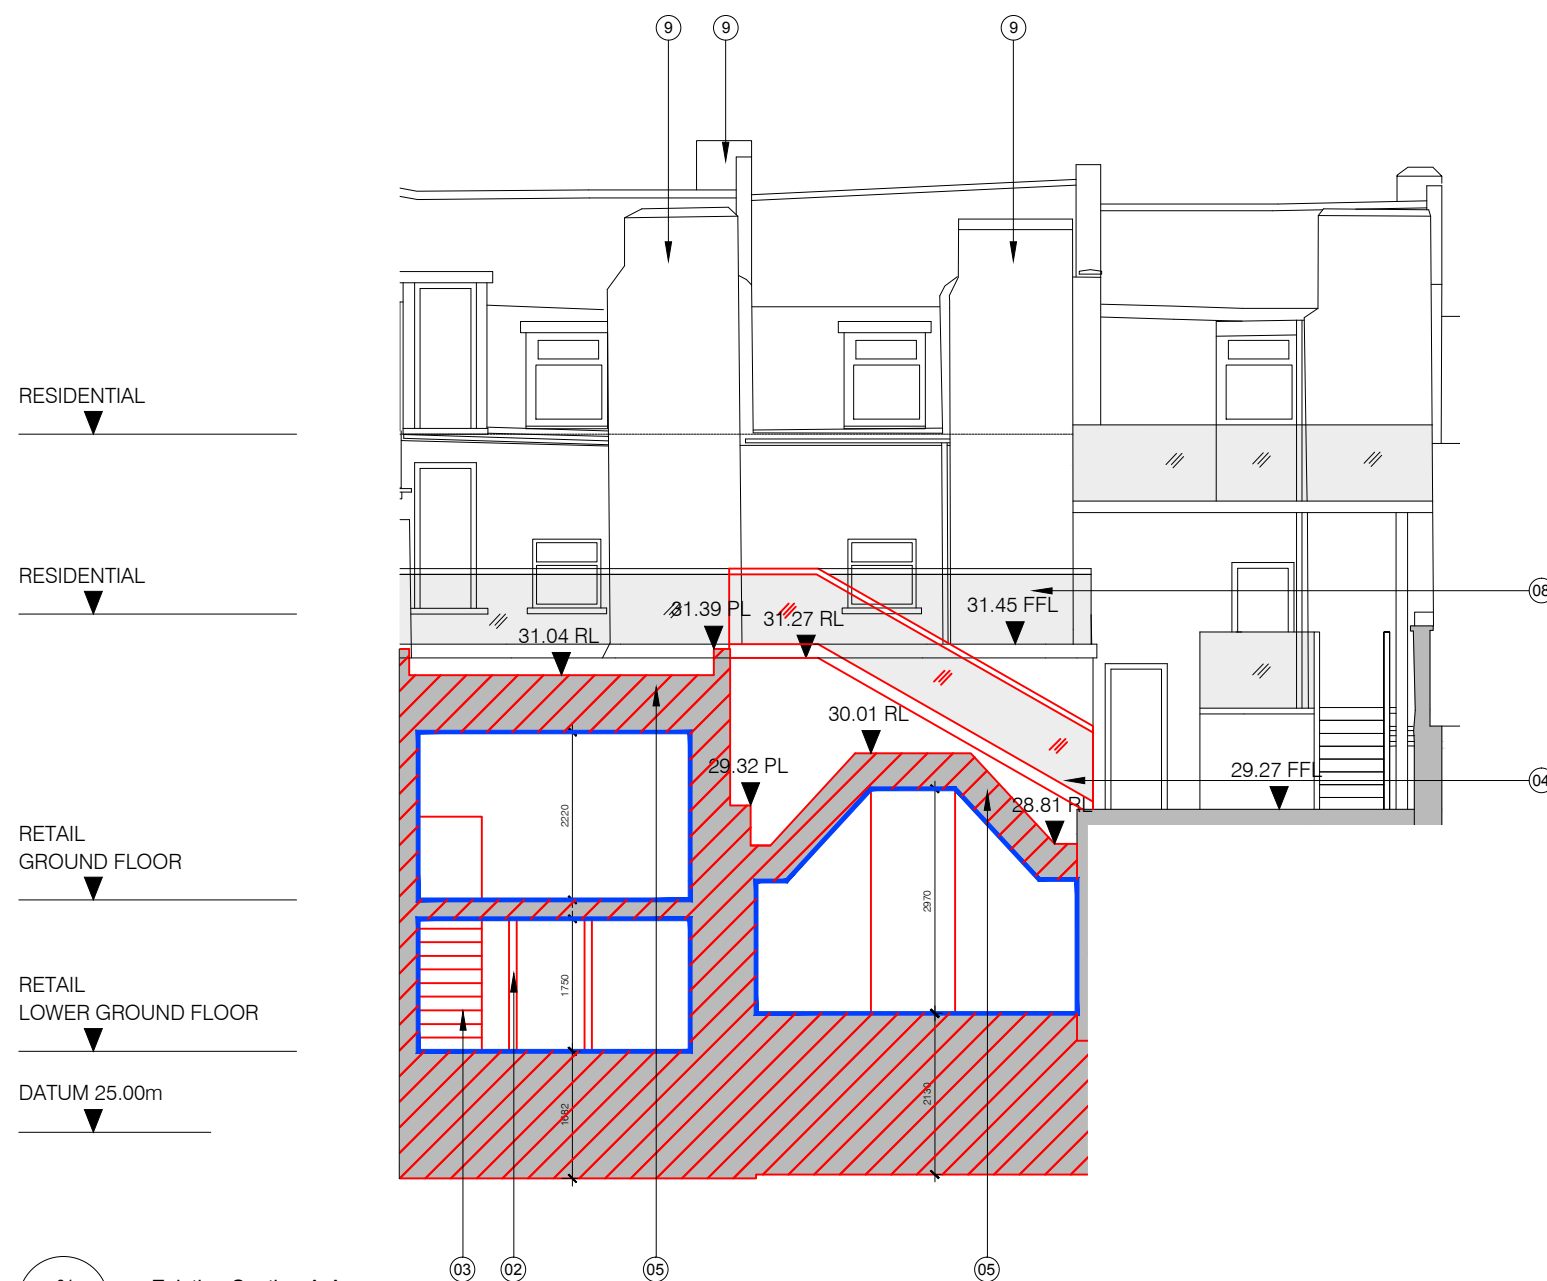 9
9
9
RESIDENTIAL
RESIDENTIAL
08
31.39 PL
31.45 FFL
31.27 RL
31.04 RL
30.01 RL
29.32 PL
29.27 FFL
04
28.81 RL
2220
RETAIL
GROUND FLOOR
2970
1750
RETAIL
LOWER GROUND FLOOR
DATUM 25.00m
2130
1682
03
02
05
05